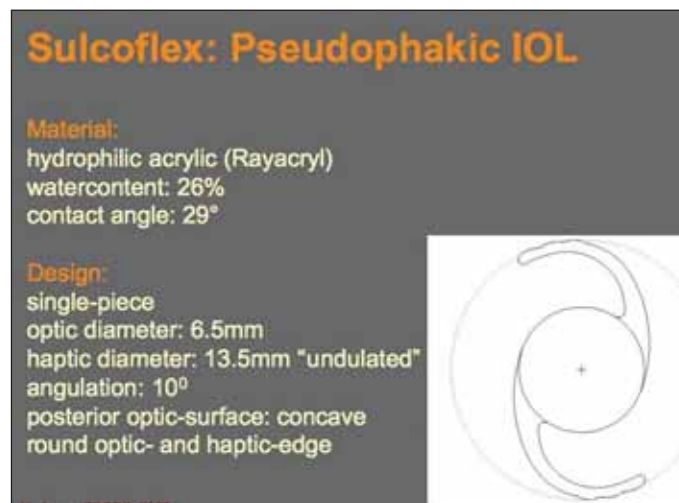 Sulcoflex: Pseudophakic IOL
Material:
hydrophilic acrylic (Rayacryl)
watercontent: 26%
contact angle: 29°
Design:
single-piece
optic diameter: 6.5mm
haptic diameter: 13.5mm "undulated"
angulation: 10⁰
posterior optic-surface: concave
round optic- and haptic-edge